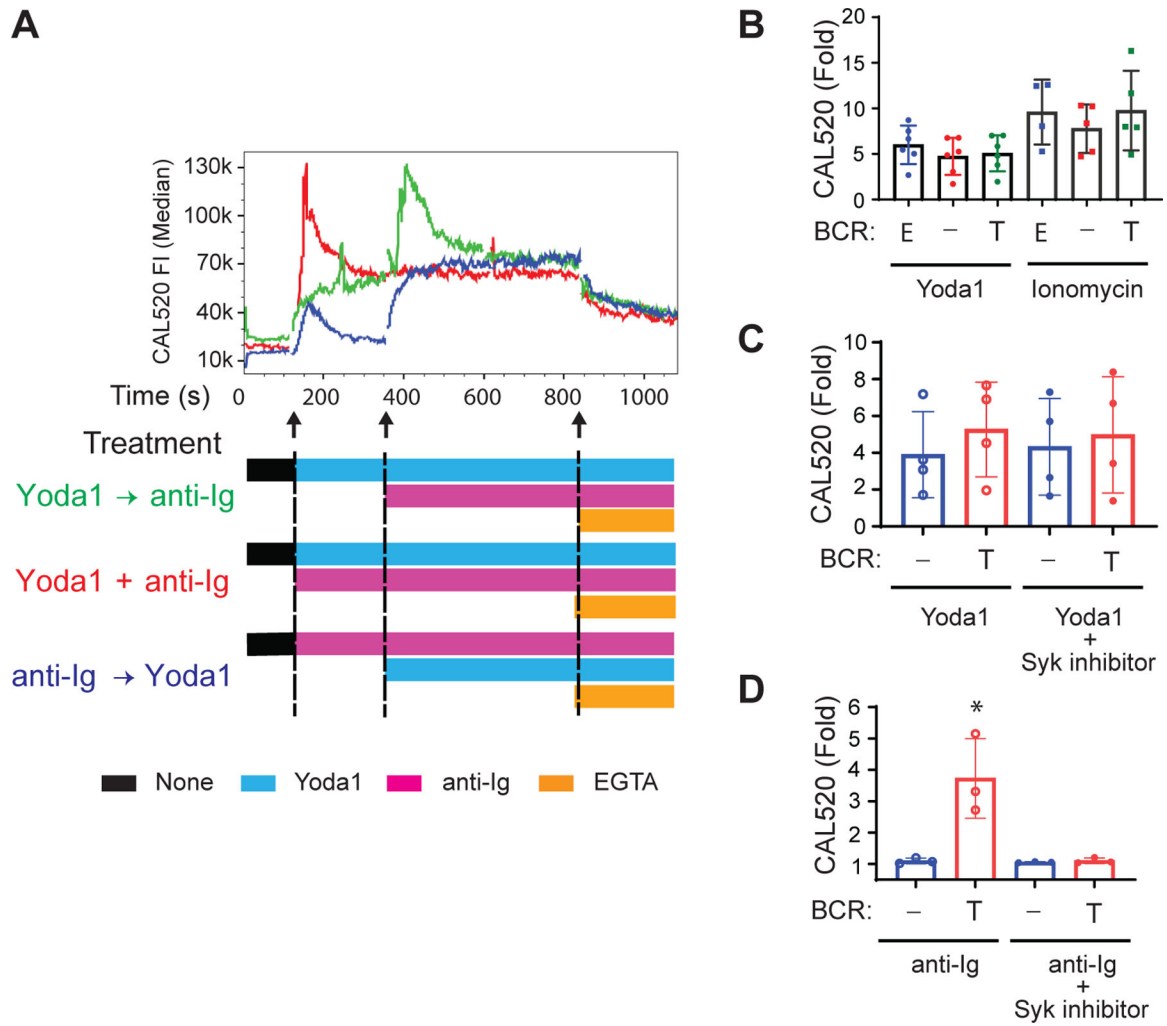 A
CAL520 FI (Median)
130k
100k
70k
40k
10k
0 200 400 600 800 1000
Time (s)
Treatment
Yoda1 → anti-Ig
Yoda1 + anti-Ig
anti-Ig → Yoda1
None Yoda1 anti-Ig EGTA
B
CAL520 (Fold)
20
15
10
5
0
BCR: E – T E – T
Yoda1 Ionomycin
C
CAL520 (Fold)
10
8
6
4
2
0
BCR: – T – T
Yoda1 Yoda1
+
Syk inhibitor
D
CAL520 (Fold)
6
5
4
3
2
1
*
BCR: – T – T
anti-Ig anti-Ig
+
Syk inhibitor